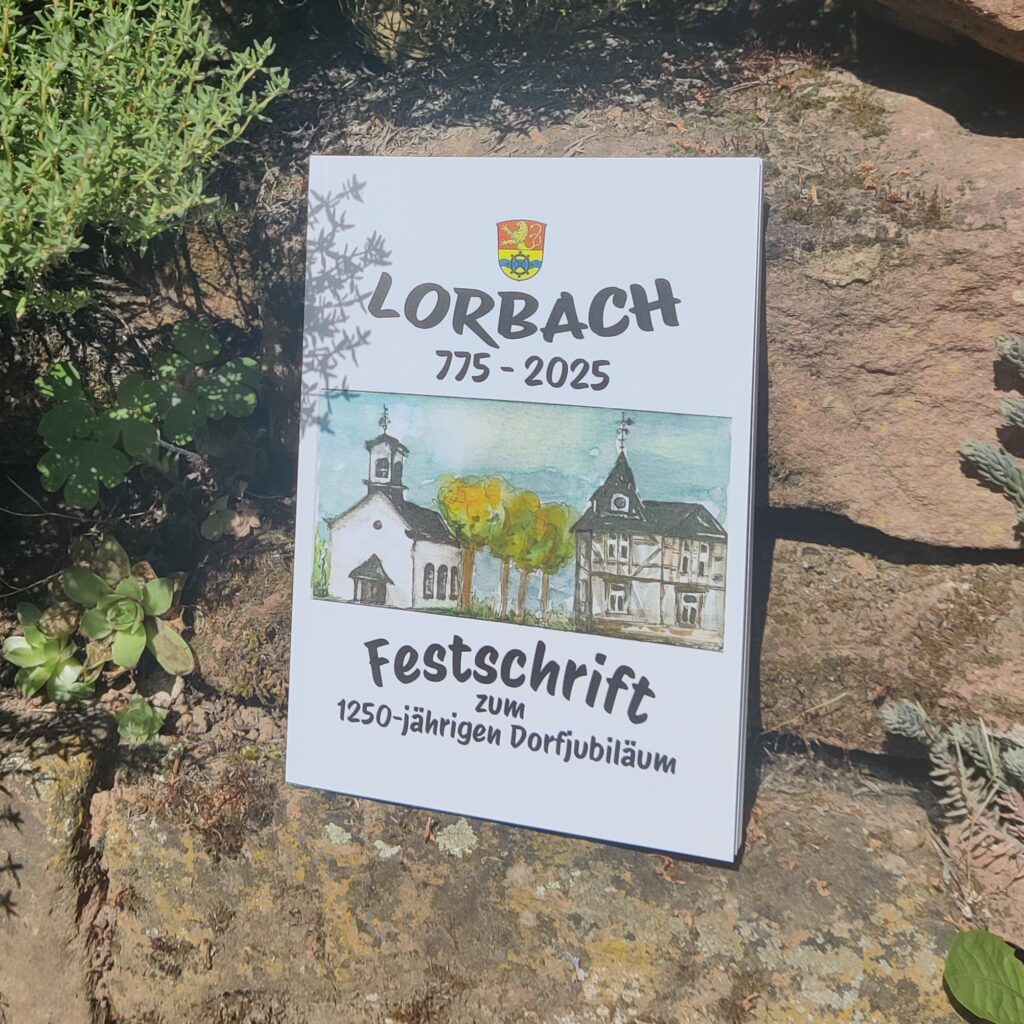 LORBACH
775 - 2025
Festschrift
zum
1250-jährigen Dorfjubiläum